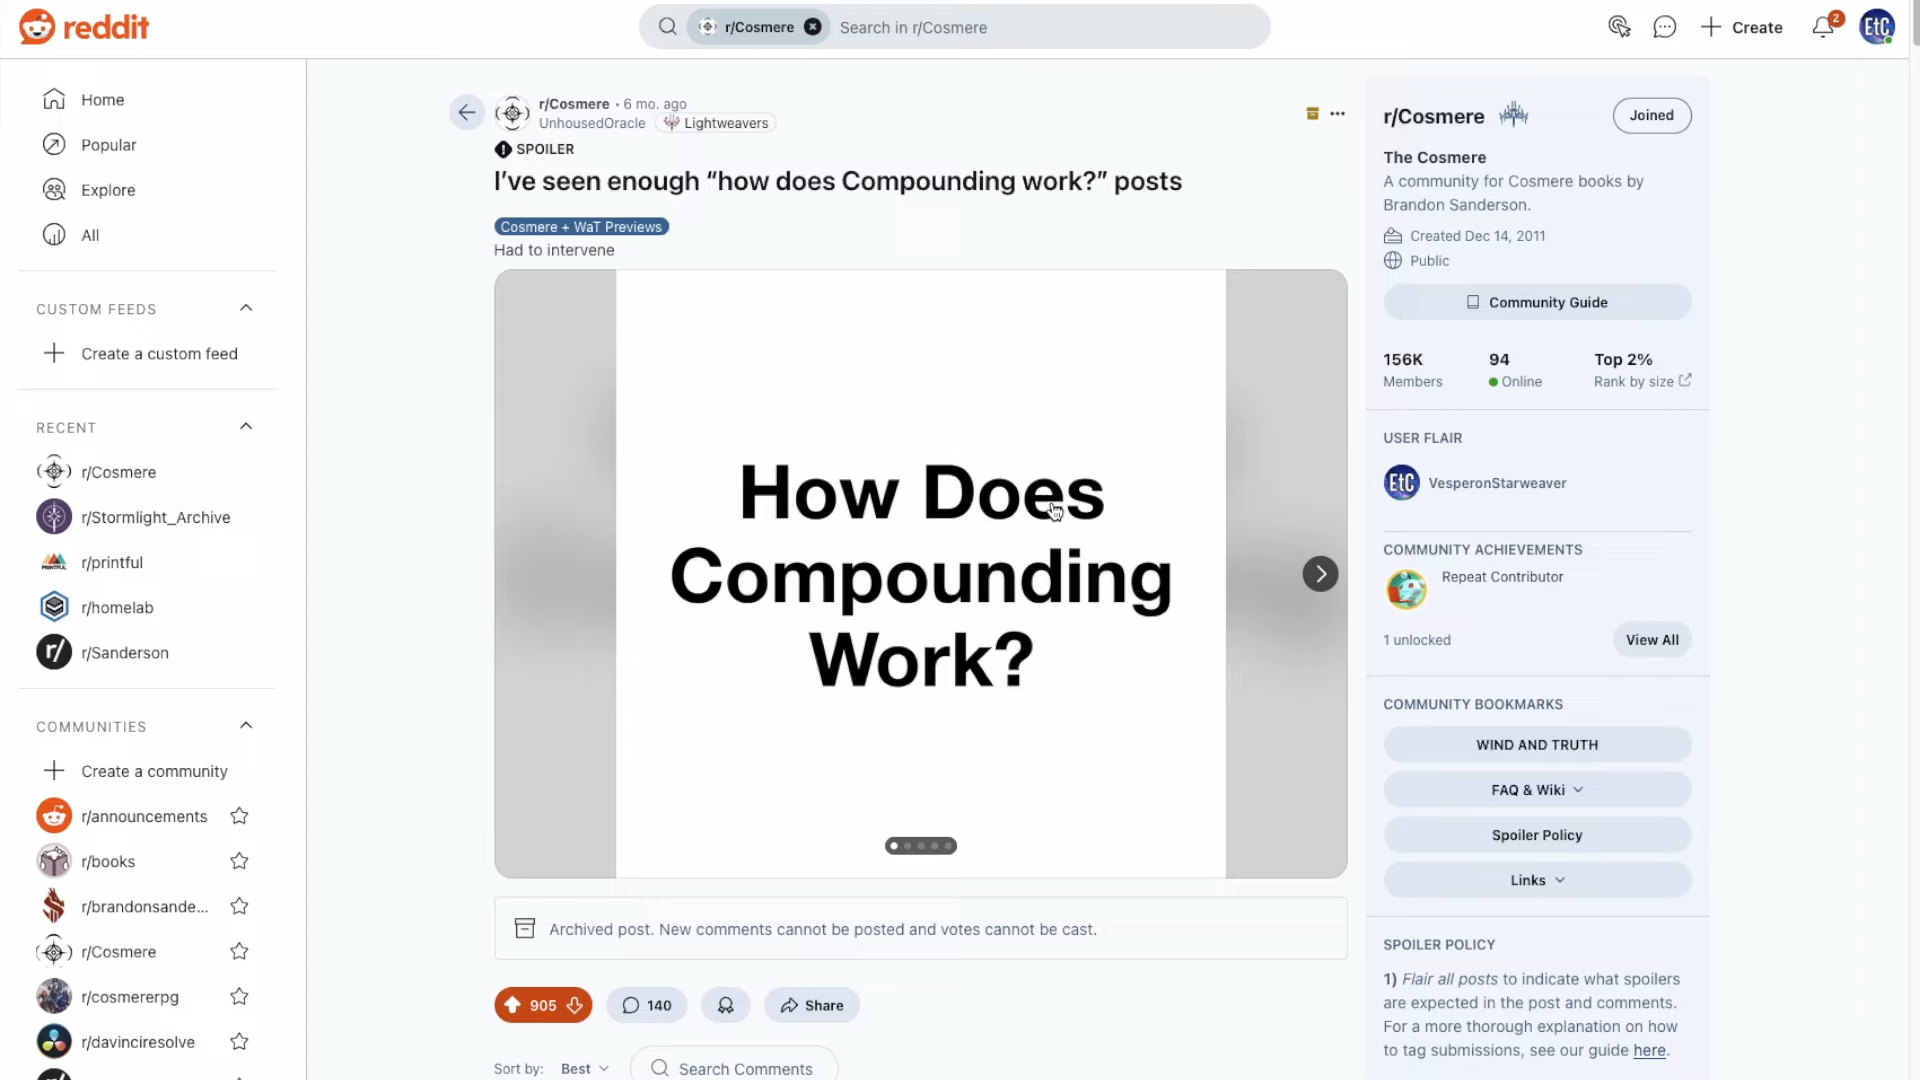 reddit
r/Cosmere
Search in r/Cosmere
Create
2
EtC
Home
Popular
Explore
All
CUSTOM FEEDS
Create a custom feed
RECENT
r/Cosmere
r/Stormlight_Archive
r/printful
r/homelab
r/Sanderson
COMMUNITIES
Create a community
r/announcements
r/books
r/brandonsande...
r/Cosmere
r/cosmererpg
r/davinciresolve
r/Cosmere • 6 mo. ago
UnhousedOracle Lightweavers
SPOILER
I’ve seen enough “how does Compounding work?” posts
Cosmere + WaT Previews
Had to intervene
How Does
Compounding
Work?
Archived post. New comments cannot be posted and votes cannot be cast.
905
140
Share
Sort by: Best
Search Comments
r/Cosmere
Joined
The Cosmere
A community for Cosmere books by
Brandon Sanderson.
Created Dec 14, 2011
Public
Community Guide
156K 94 Top 2%
Members Online Rank by size
USER FLAIR
EtC VesperonStarweaver
COMMUNITY ACHIEVEMENTS
Repeat Contributor
1 unlocked
View All
COMMUNITY BOOKMARKS
WIND AND TRUTH
FAQ & Wiki
Spoiler Policy
Links
SPOILER POLICY
1) Flair all posts to indicate what spoilers
are expected in the post and comments.
For a more thorough explanation on how
to tag submissions, see our guide here.